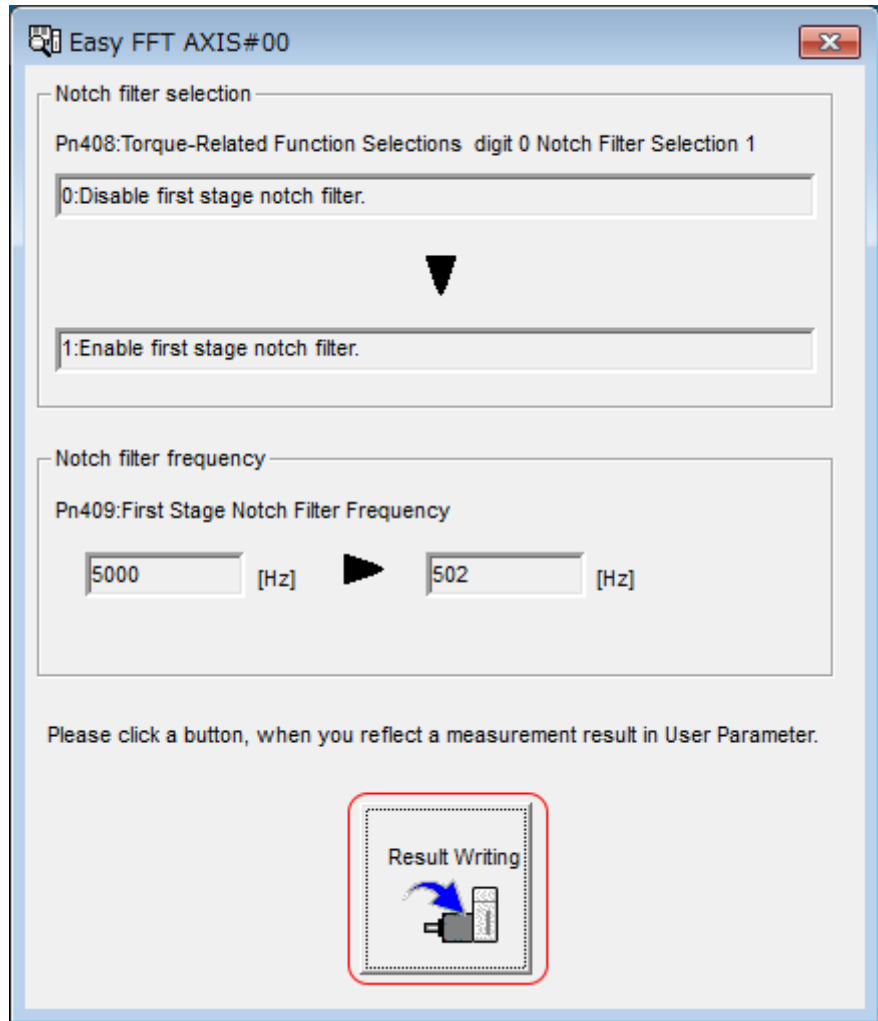 Easy FFT AXIS#00
Notch filter selection
Pn408:Torque-Related Function Selections digit 0 Notch Filter Selection 1
0:Disable first stage notch filter.
1:Enable first stage notch filter.
Notch filter frequency
Pn409:First Stage Notch Filter Frequency
5000 [Hz] 502 [Hz]
Please click a button, when you reflect a measurement result in User Parameter.
Result Writing